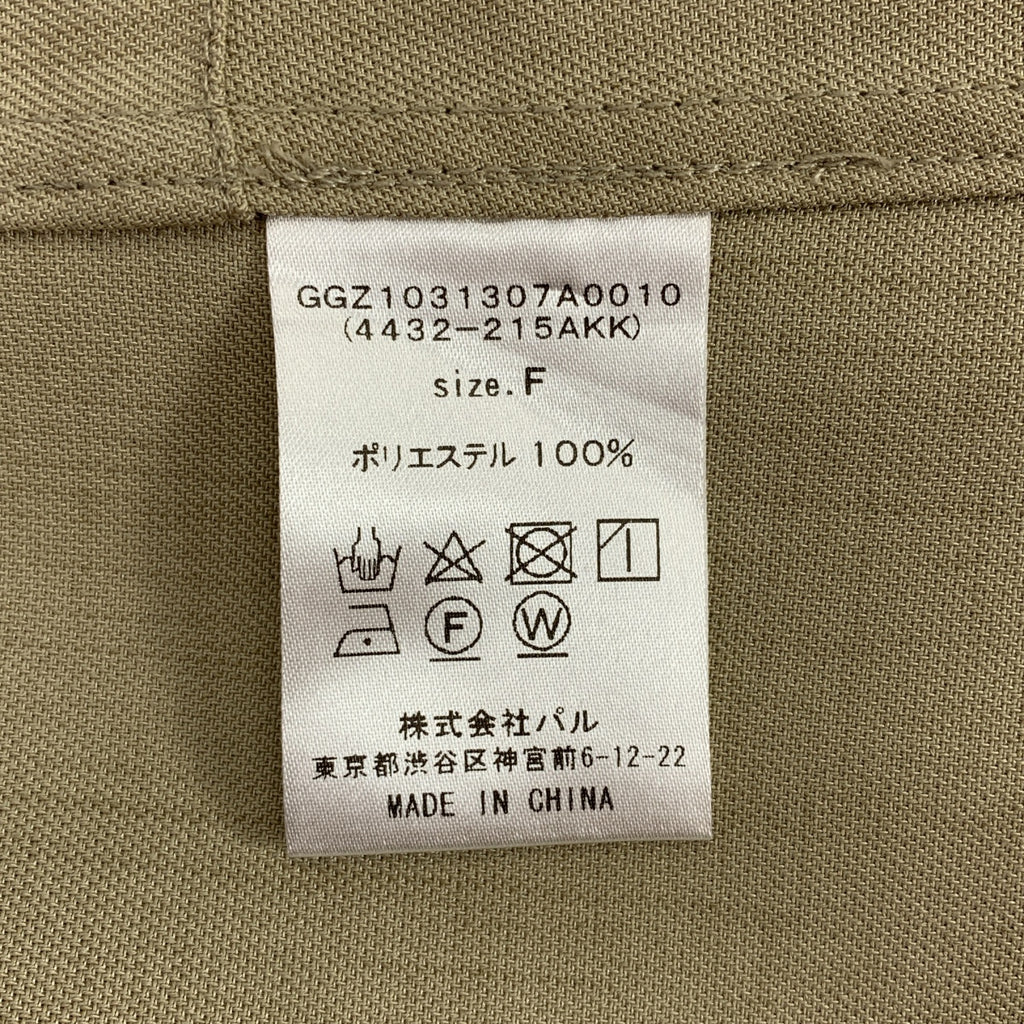 GGZ1031307A0010
(4432-215AKK)
size.F
ポリエステル 100%
F W
株式会社パル
東京都渋谷区神宮前6-12-22
MADE IN CHINA